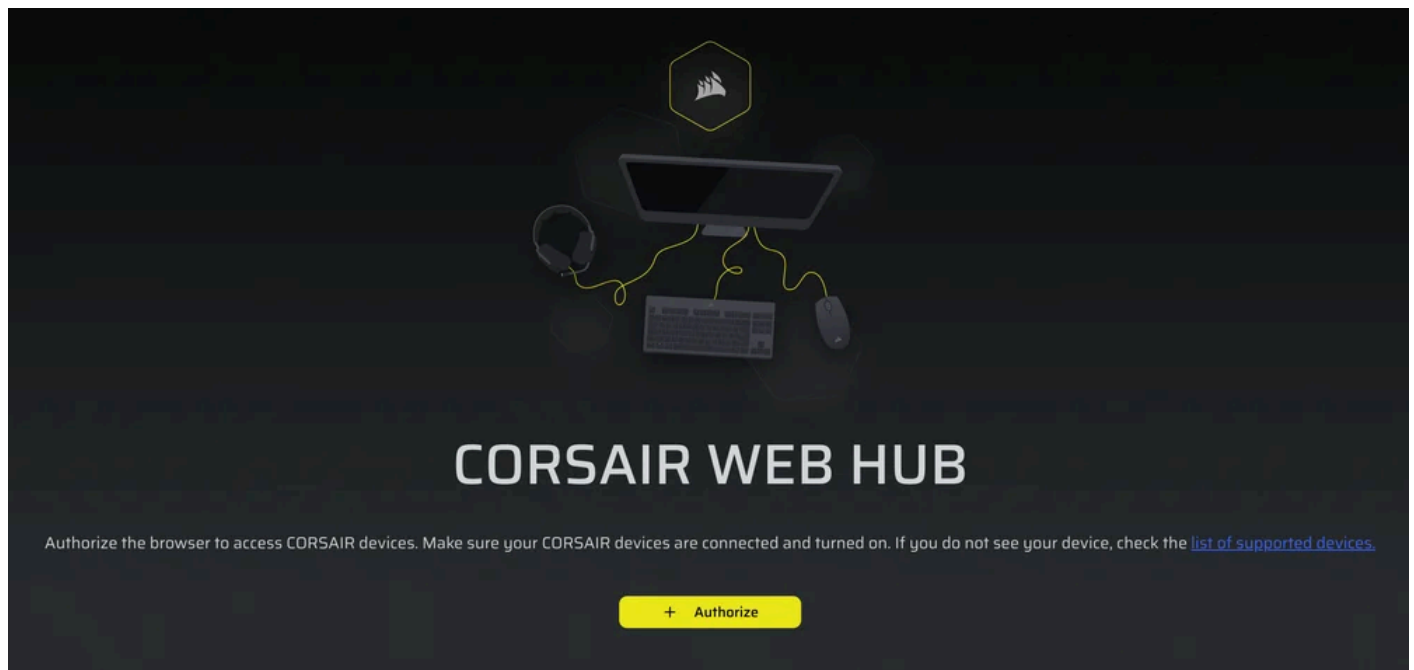 CORSAIR WEB HUB
Authorize the browser to access CORSAIR devices. Make sure your CORSAIR devices are connected and turned on. If you do not see your device, check the list of supported devices.
+ Authorize